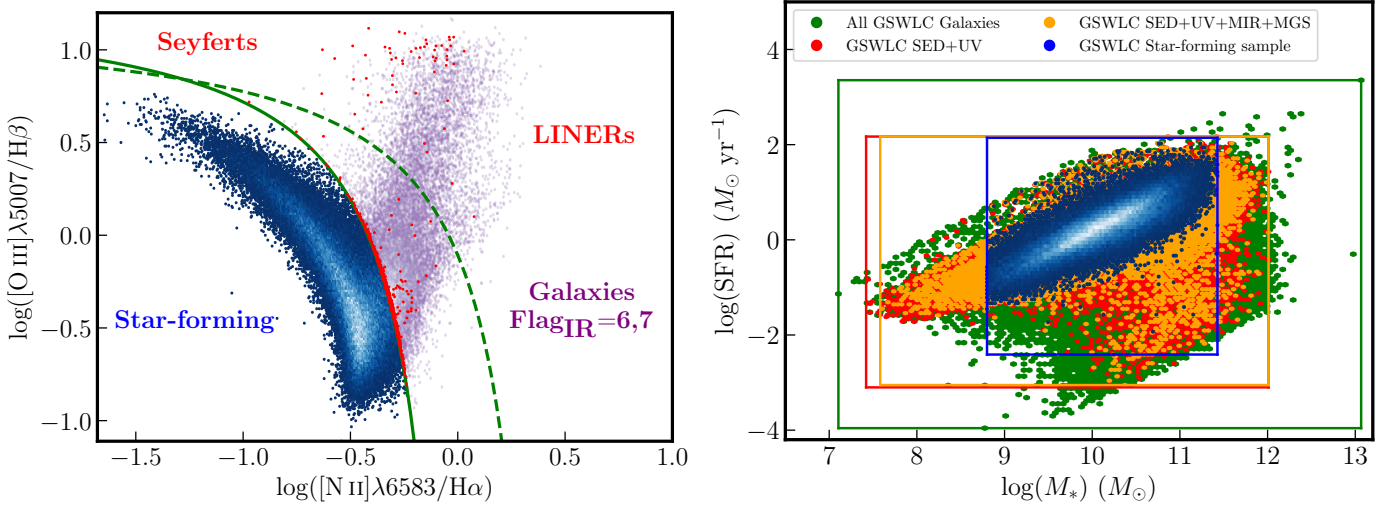 Seyferts
LINERs
Star-forming
Galaxies
Flag_IR=6,7
log([O III]λ5007/Hβ)
1.0
0.5
0.0
−0.5
−1.0
−1.5
−1.0
−0.5
0.0
0.5
1.0
log([N II]λ6583/Hα)
All GSWLC Galaxies
GSWLC SED+UV
GSWLC SED+UV+MIR+MGS
GSWLC Star-forming sample
log(SFR) (M⊙ yr⁻¹)
4
2
0
−2
−4
7
8
9
10
11
12
13
log(M*) (M⊙)